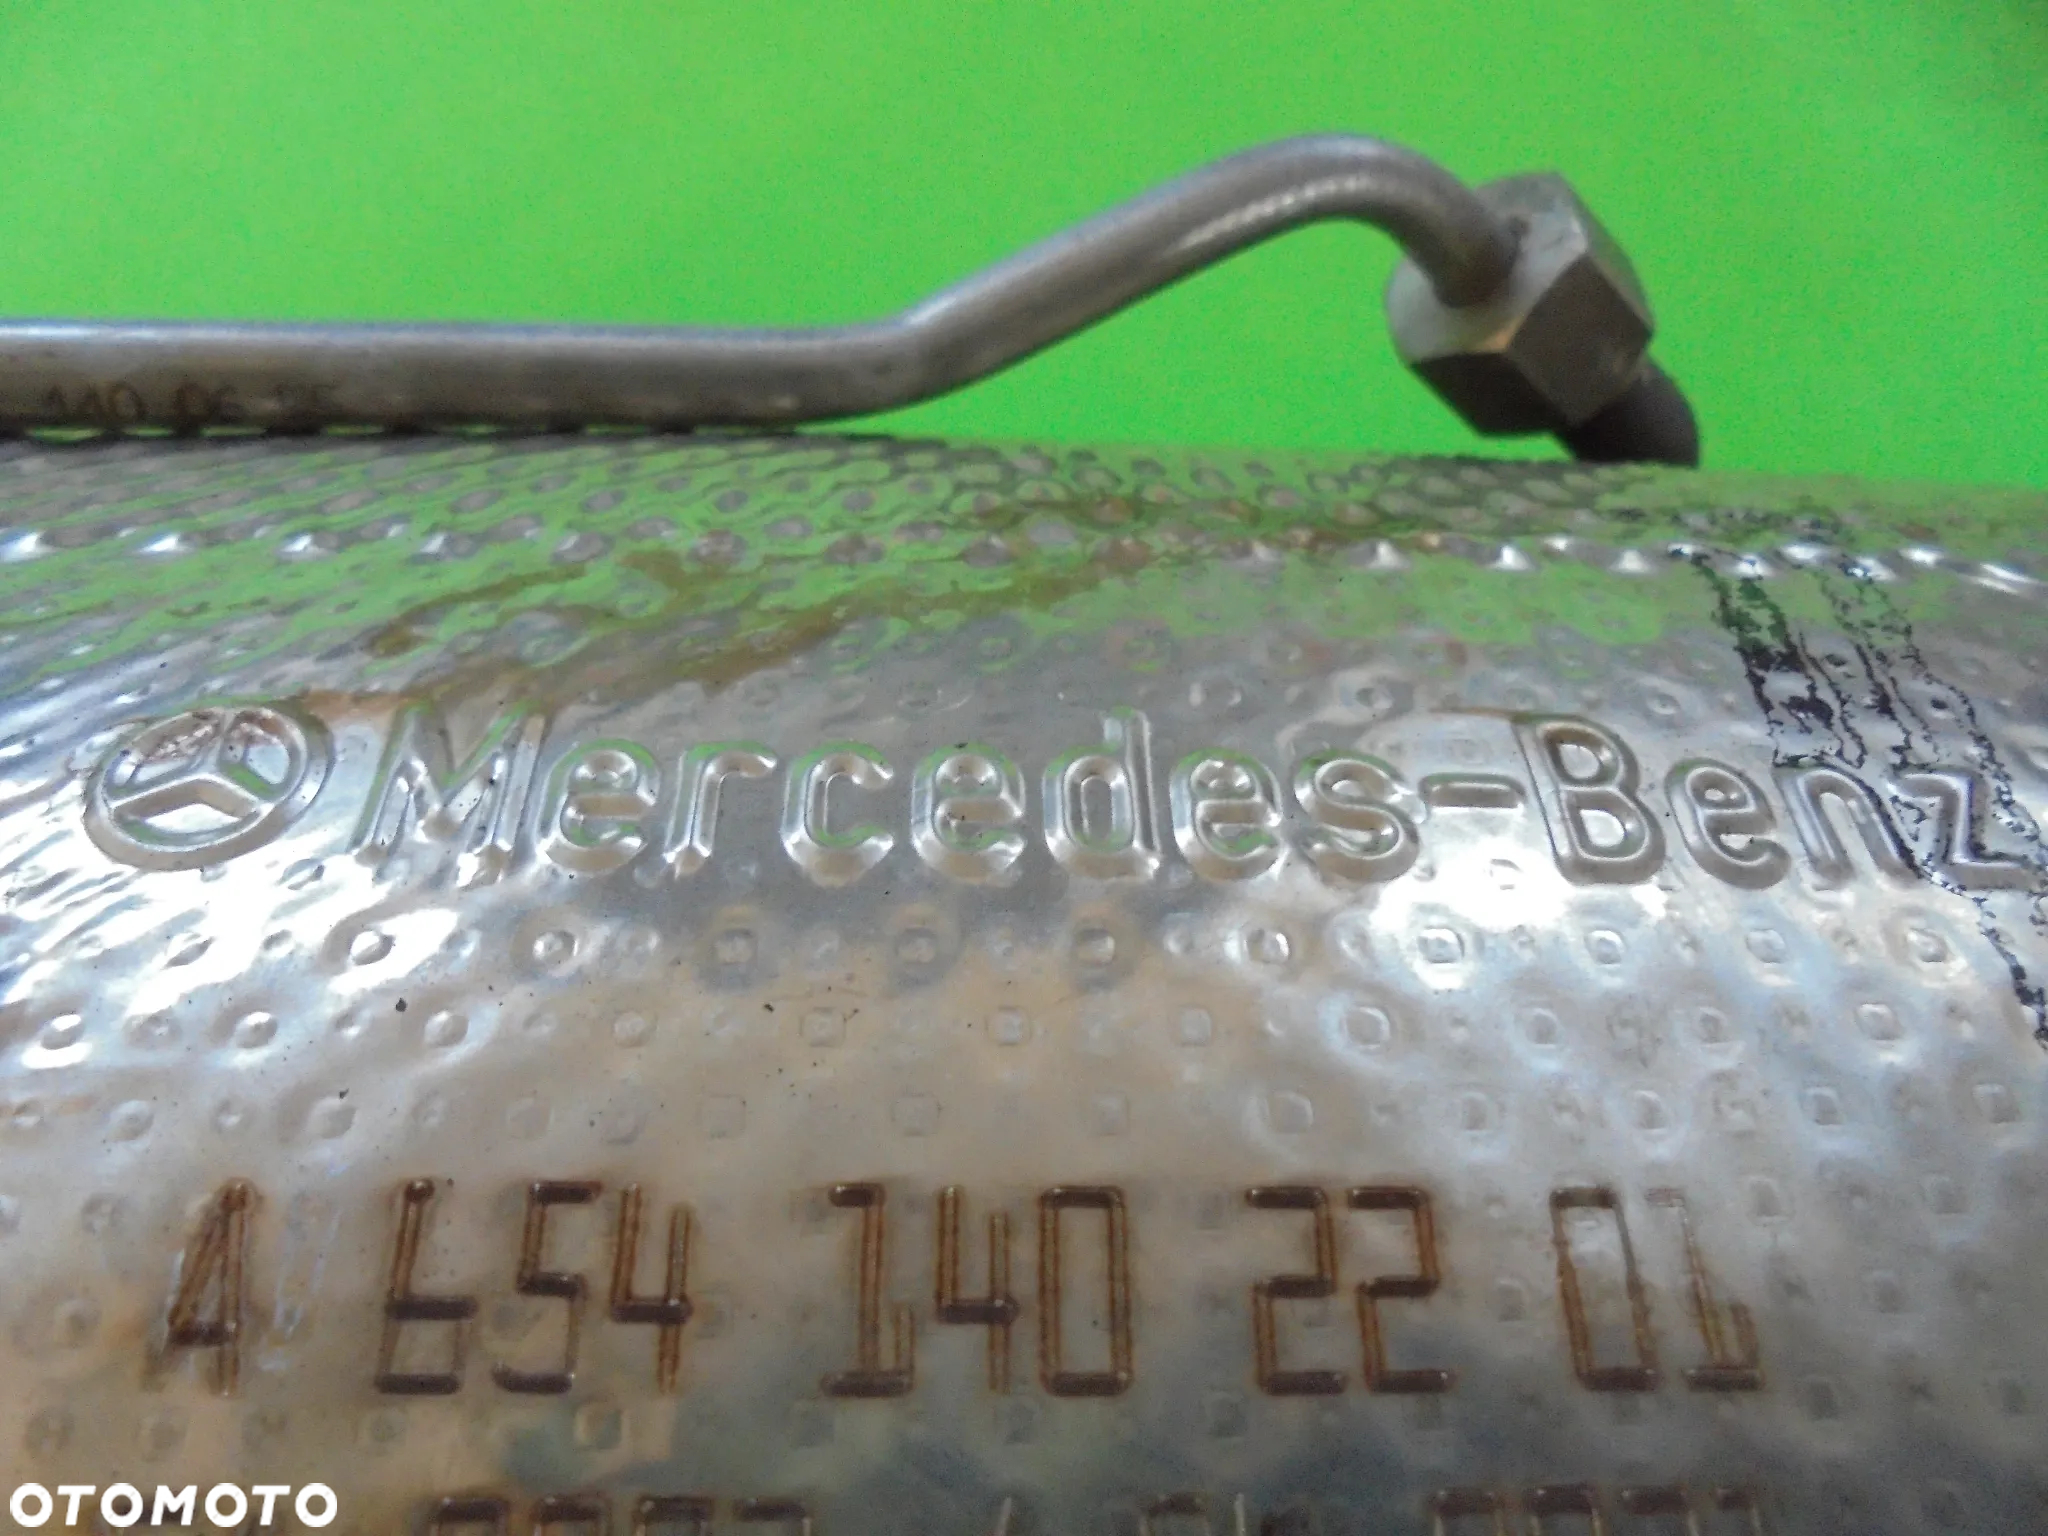 Mercedes-Benz
A 654 140 22 01
OTOMOTO